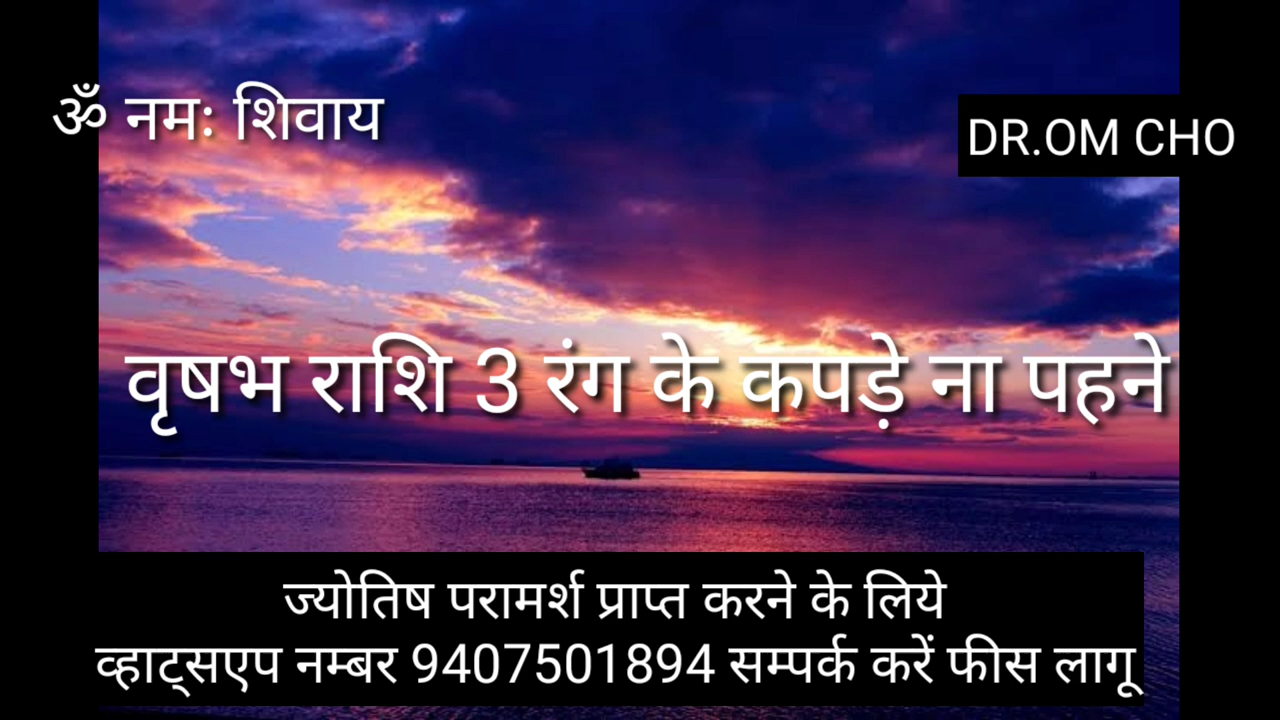 ॐ नमः शिवाय
DR.OM CHO
वृषभ राशि 3 रंग के कपड़े ना पहने
ज्योतिष परामर्श प्राप्त करने के लिये
व्हाट्सएप नम्बर 9407501894 सम्पर्क करें फीस लागू